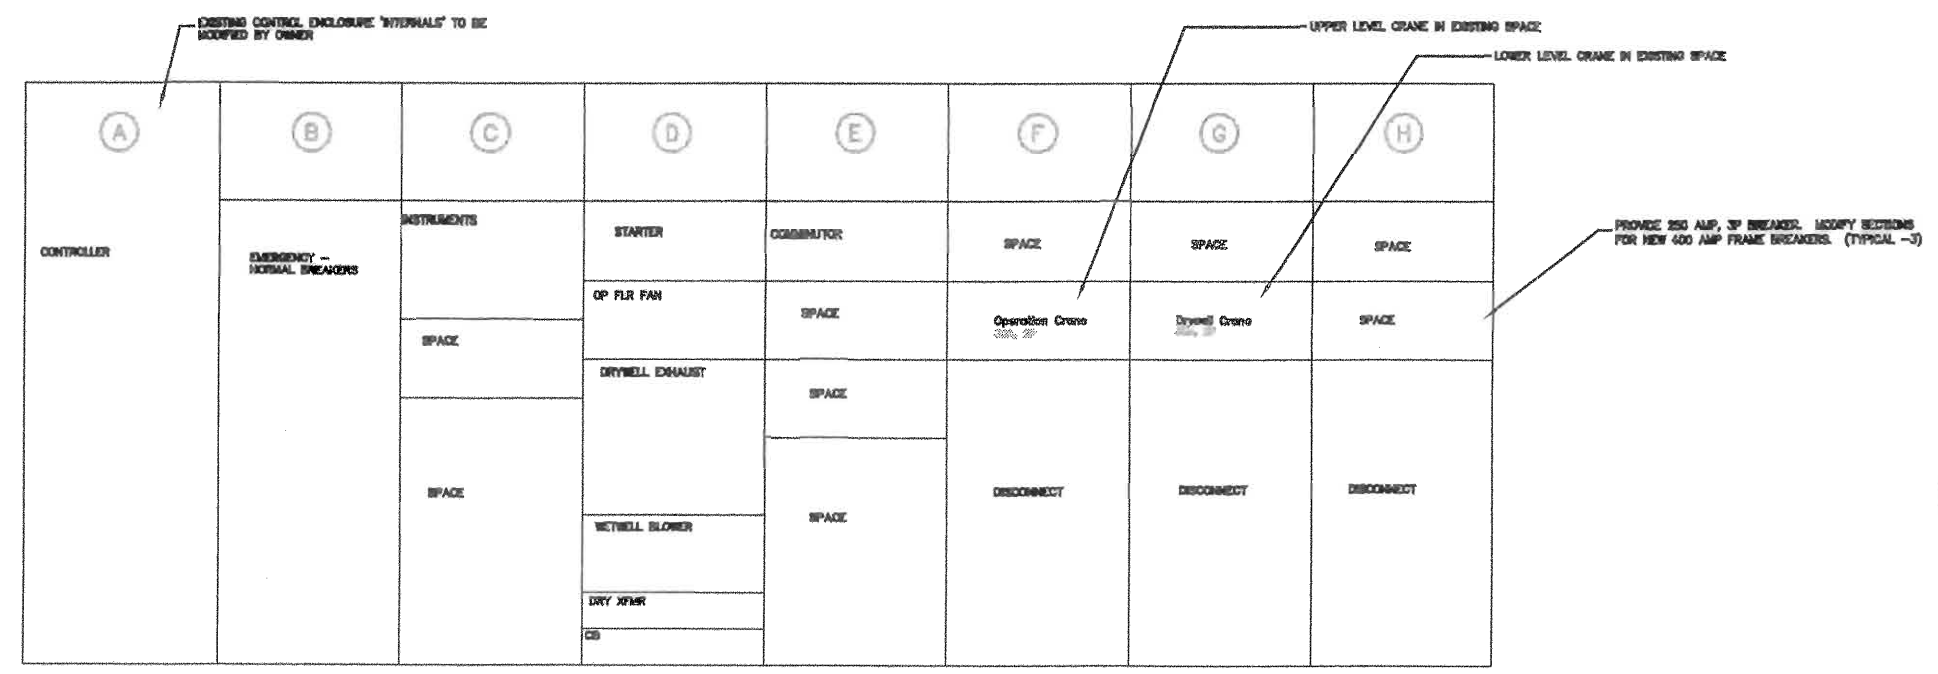 EXISTING CONTROL ENCLOSURE 'INTERNALS' TO BE
MODIFIED BY OWNER
UPPER LEVEL CRANE IN EXISTING SPACE
LOWER LEVEL CRANE IN EXISTING SPACE
A
B
C
D
E
F
G
H
PROVIDE 250 AMP, 3P BREAKER. MODIFY SECTIONS
FOR NEW 400 AMP FRAME BREAKERS. (TYPICAL -3)
CONTROLLER
EMERGENCY -
NORMAL BREAKERS
INSTRUMENTS
STARTER
COMMINUTOR
SPACE
SPACE
SPACE
OP FLR FAN
SPACE
Operation Crane
Drywell Crane
SPACE
SPACE
DRYWELL EXHAUST
SPACE
SPACE
SPACE
DISCONNECT
DISCONNECT
DISCONNECT
WETWELL BLOWER
DRY XFMR
CB